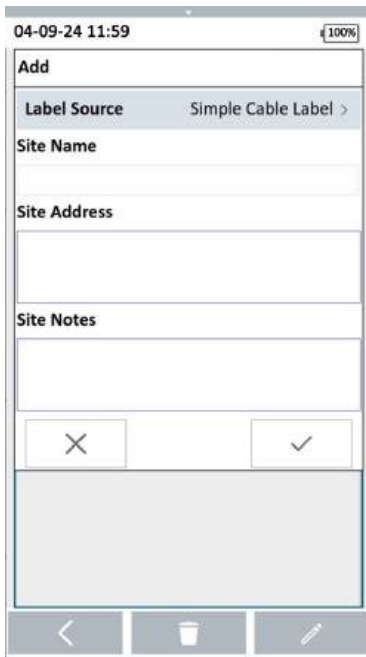 04-09-24 11:59 100%
Add
Label Source Simple Cable Label >
Site Name
Site Address
Site Notes